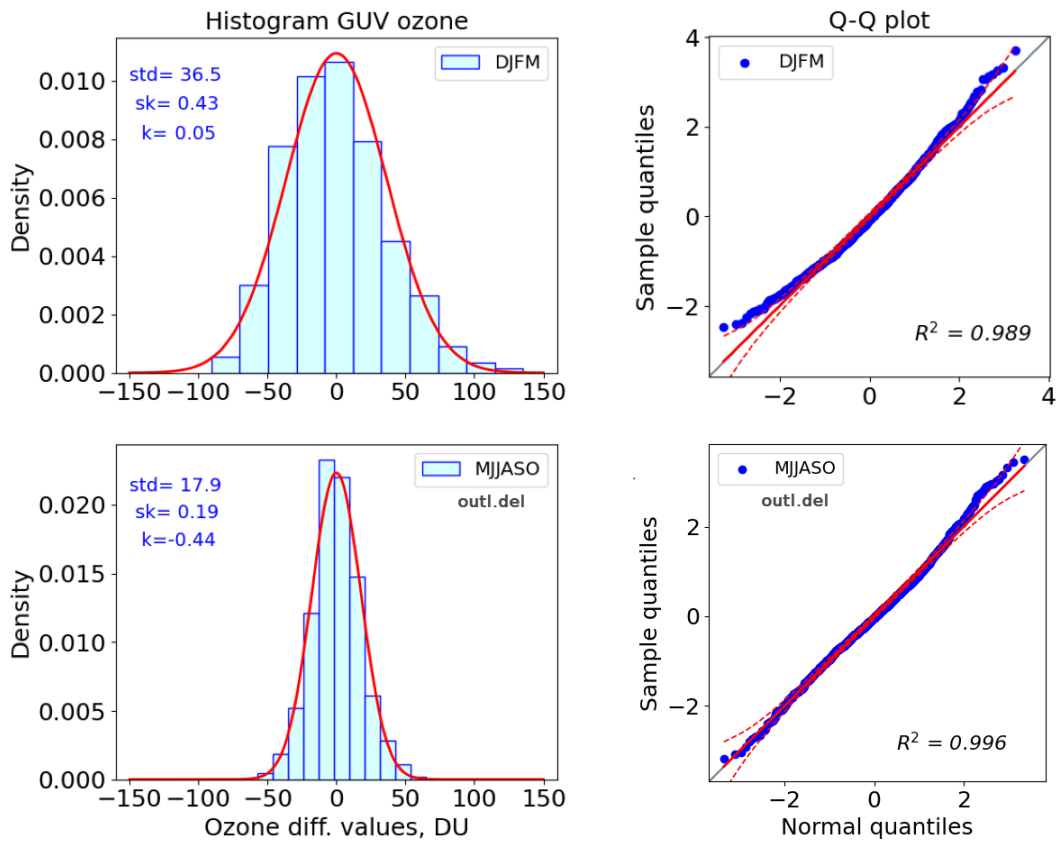 Histogram GUV ozone
Q-Q plot
std= 36.5
sk= 0.43
k= 0.05
DJFM
Density
0.010
0.008
0.006
0.004
0.002
0.000
−150 −100 −50 0 50 100
DJFM
Sample quantiles
4
2
0
−2
R² = 0.989
−2 0 2 4
std= 17.9
sk= 0.19
k=-0.44
MJJASO
outl.del
Density
0.020
0.015
0.010
0.005
0.000
−150 −100 −50 0 50 100 150
Ozone diff. values, DU
MJJASO
outl.del
Sample quantiles
2
0
−2
R² = 0.996
−2 0 2
Normal quantiles